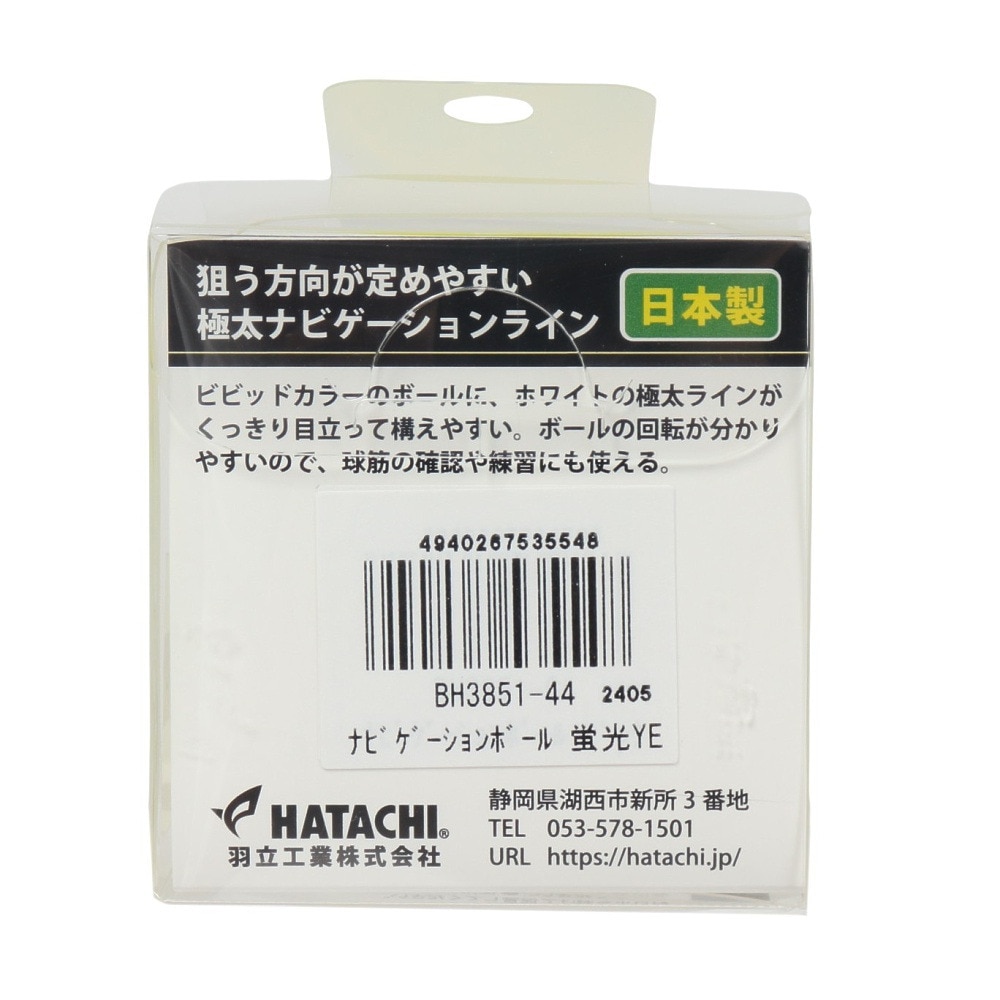 狙う方向が定めやすい
極太ナビゲーションライン
日本製
ビビッドカラーのボールに、ホワイトの極太ラインが
くっきり目立って構えやすい。ボールの回転が分かり
やすいので、球筋の確認や練習にも使える。
4940267535548
BH3851-44 2405
ﾅﾋﾞｹﾞｰｼｮﾝﾎﾞｰﾙ 蛍光YE
HATACHI®
羽立工業株式会社
静岡県湖西市新所3番地
TEL 053-578-1501
URL https://hatachi.jp/